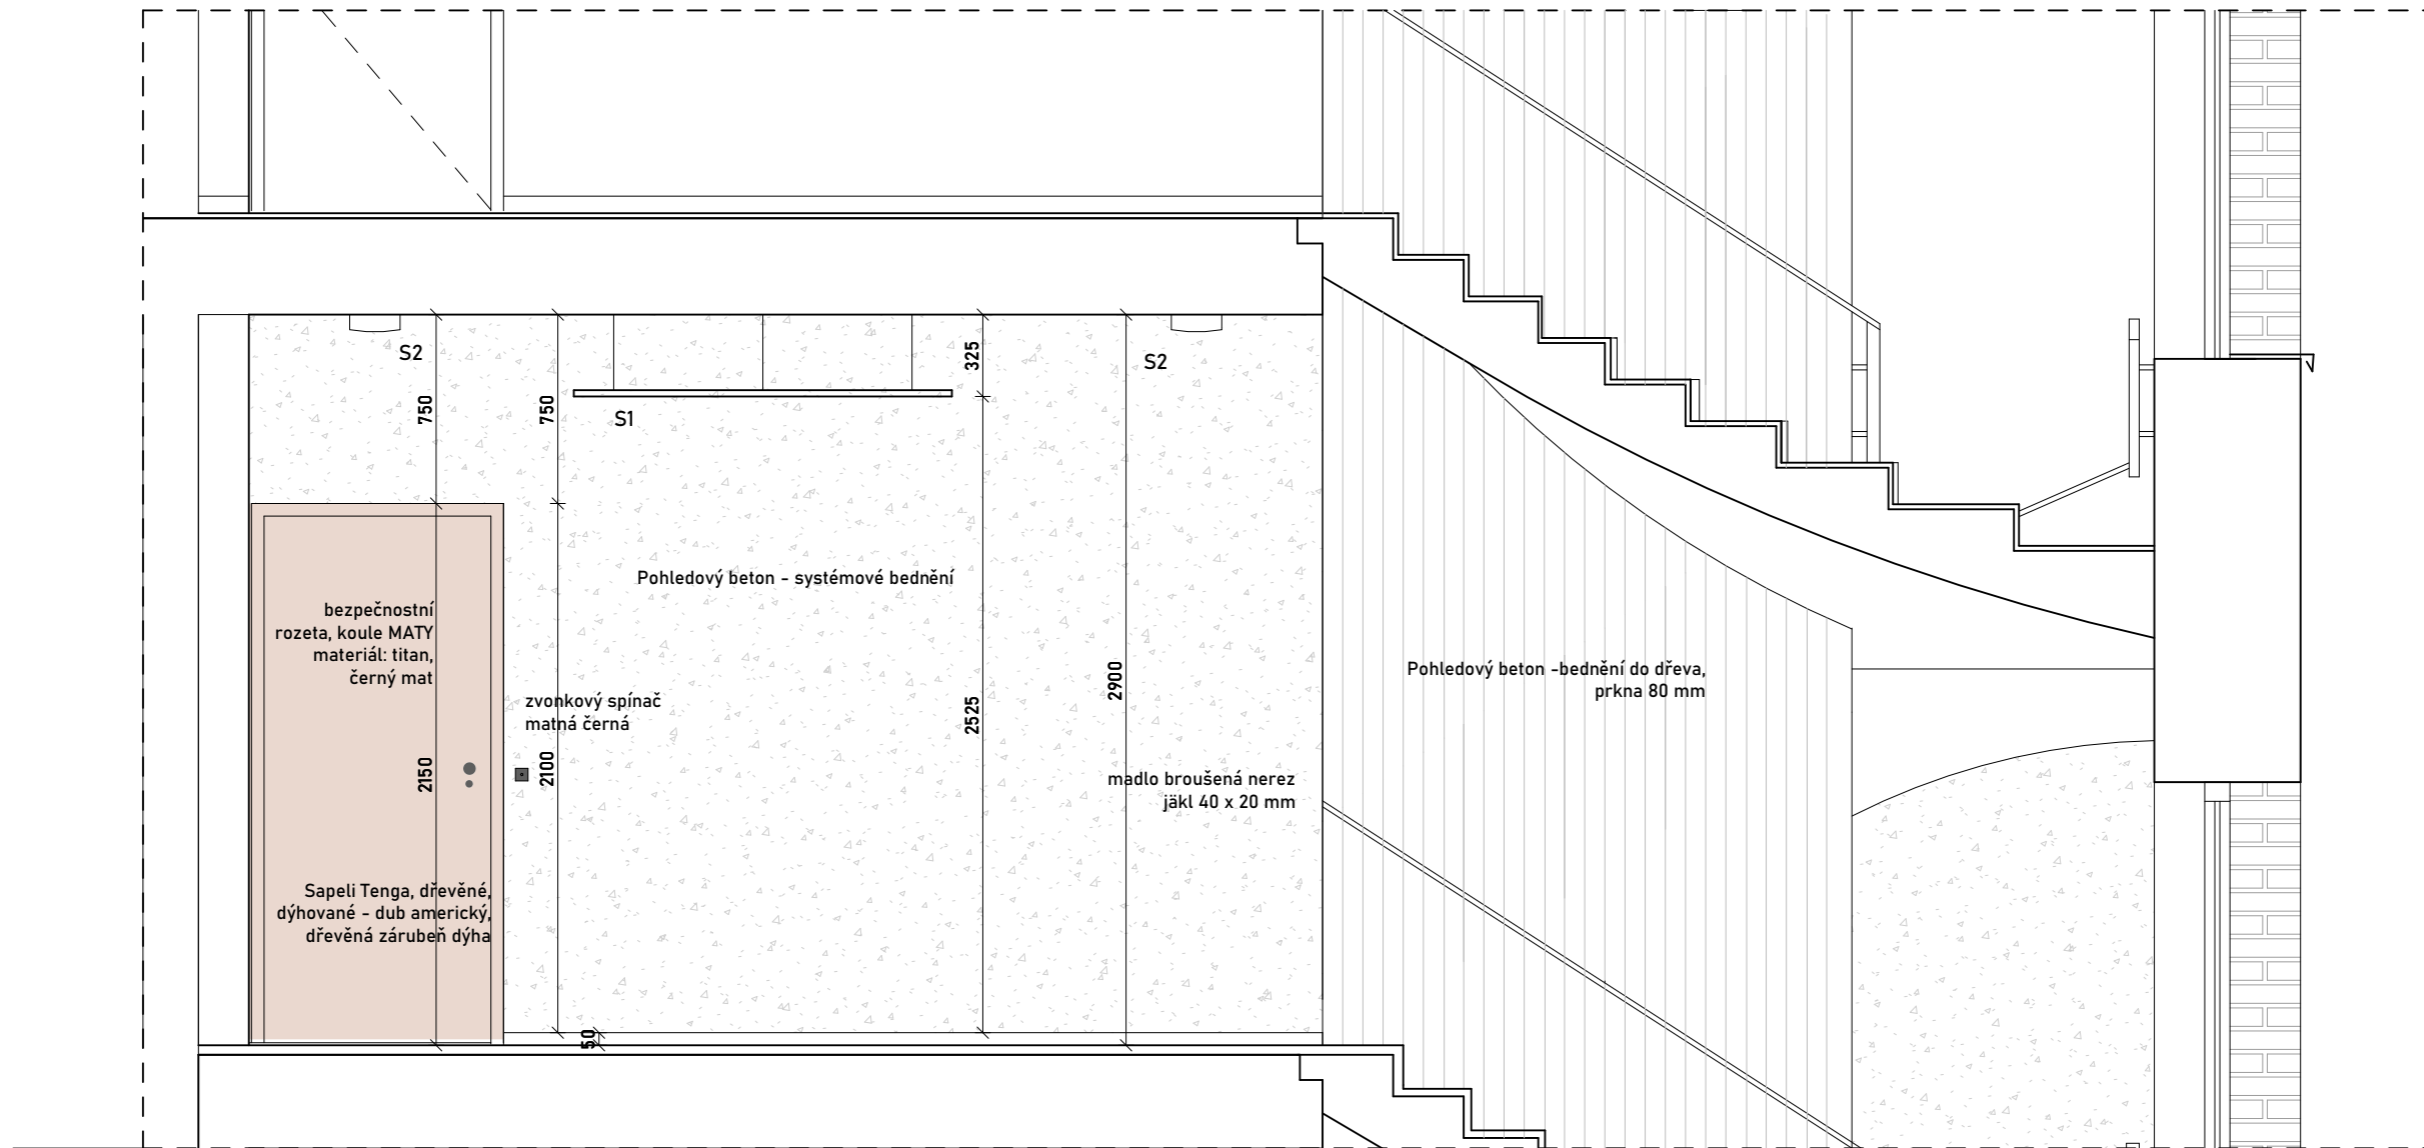 S2
S2
S1
325
750
750
Pohledový beton - systémové bednění
bezpečnostní
rozeta, koule MATY
materiál: titan,
černý mat
zvonkový spínač
matná černá
2150
2100
2525
2900
Pohledový beton -bednění do dřeva,
prkna 80 mm
madlo broušená nerez
jäkl 40 x 20 mm
Sapeli Tenga, dřevěné,
dýhované - dub americký,
dřevěná zárubeň dýha
50